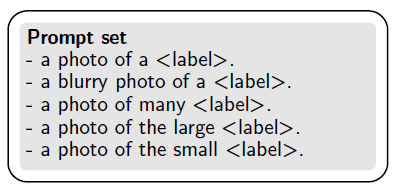 Prompt set
- a photo of a <label>.
- a blurry photo of a <label>.
- a photo of many <label>.
- a photo of the large <label>.
- a photo of the small <label>.